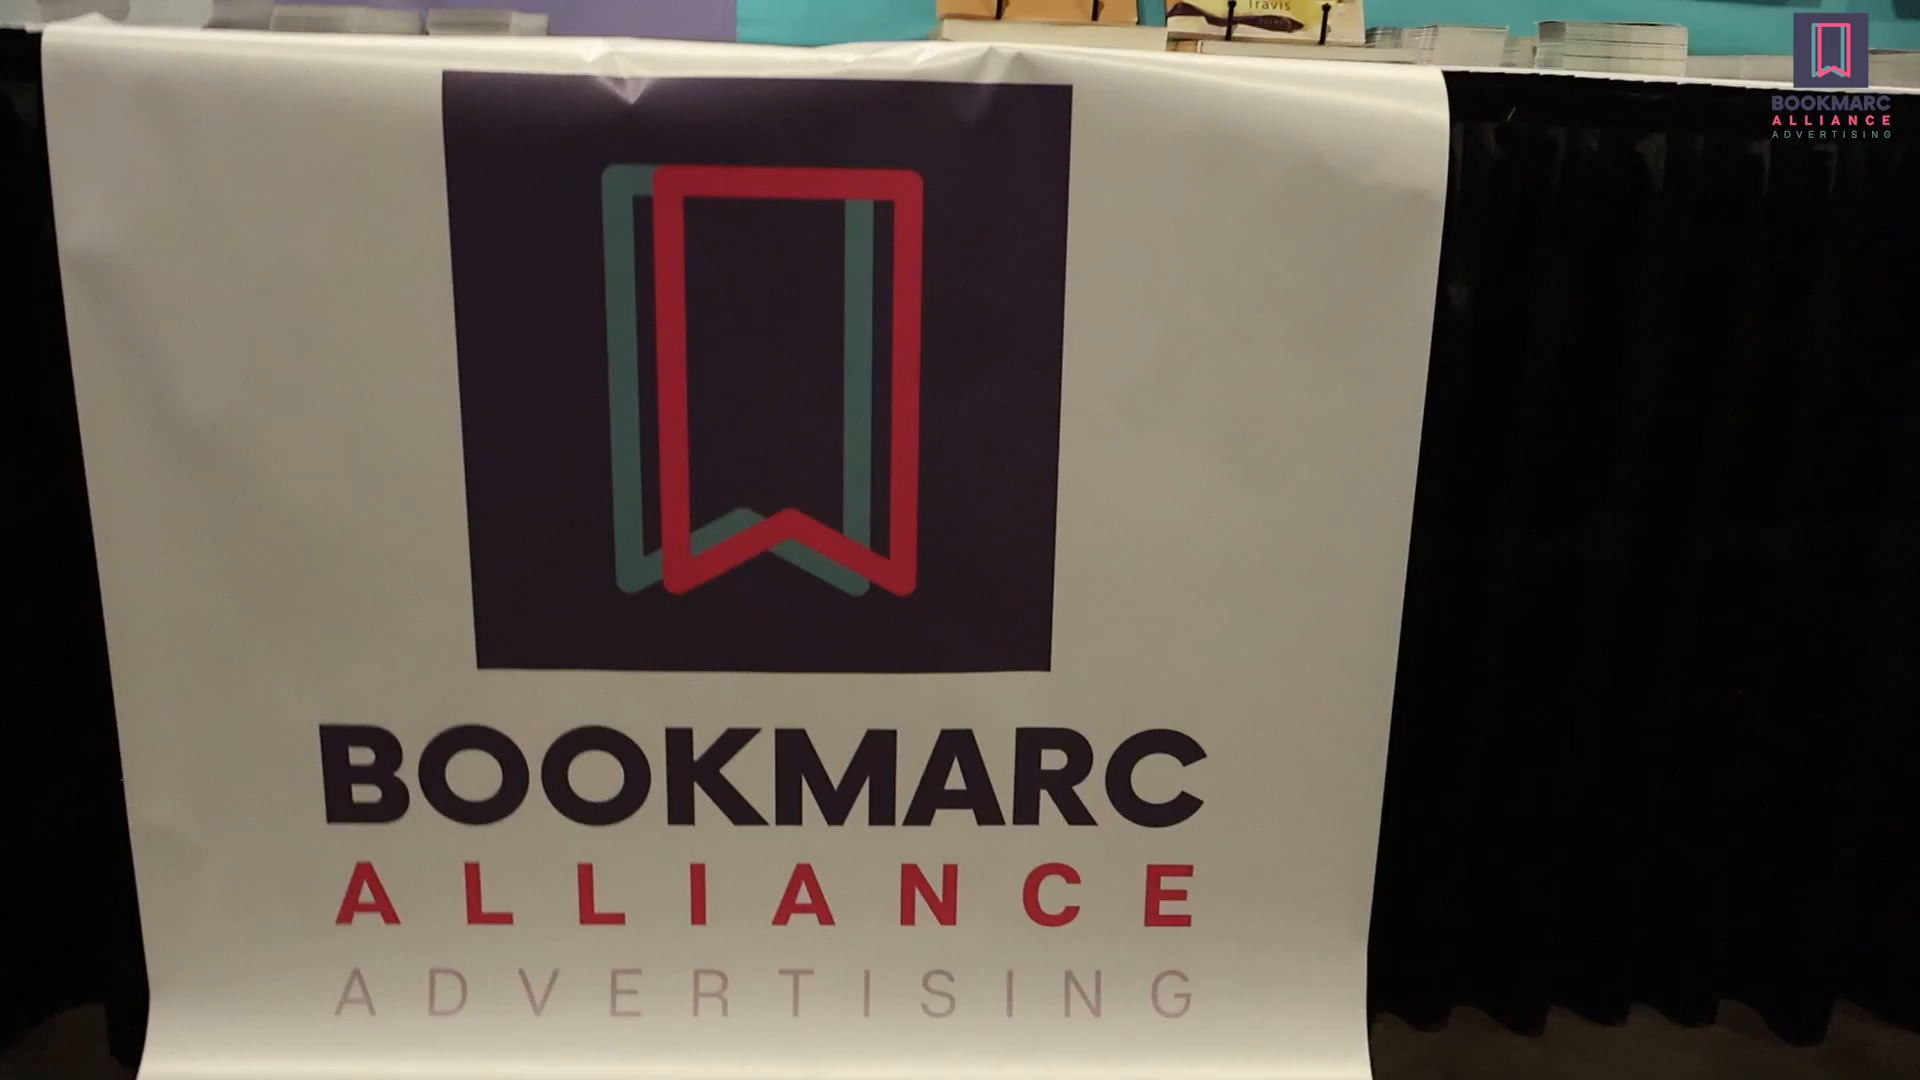 Travis
BOOKMARC
ALLIANCE
ADVERTISING
BOOKMARC
ALLIANCE
ADVERTISING